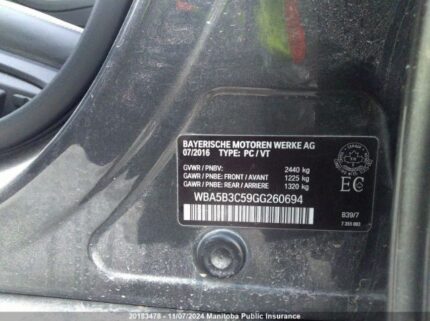 BAYERISCHE MOTOREN WERKE AG
07/2016 TYPE: PC / VT
GVWR / PNBV: 2440 kg
GAWR / PNBE: FRONT / AVANT 1225 kg
GAWR / PNBE: REAR / ARRIERE 1320 kg
WBA5B3C59GG260694
EC
B39/7
20183478 - 11/07/2024 Manitoba Public Insurance